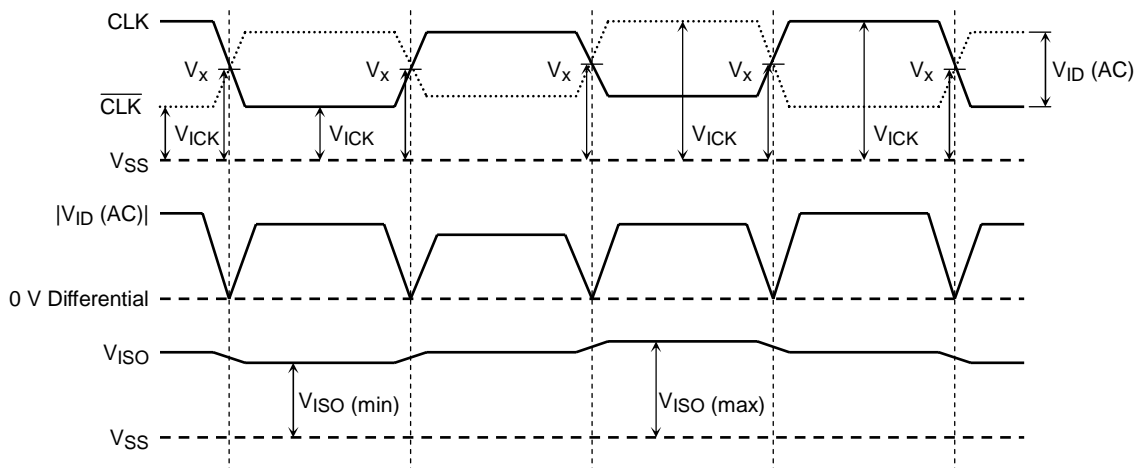 CLK
Vx Vx Vx Vx Vx
VID (AC)
CLK
VICK VICK VICK VICK
VSS
|VID (AC)|
0 V Differential
VISO
VISO (min) VISO (max)
VSS